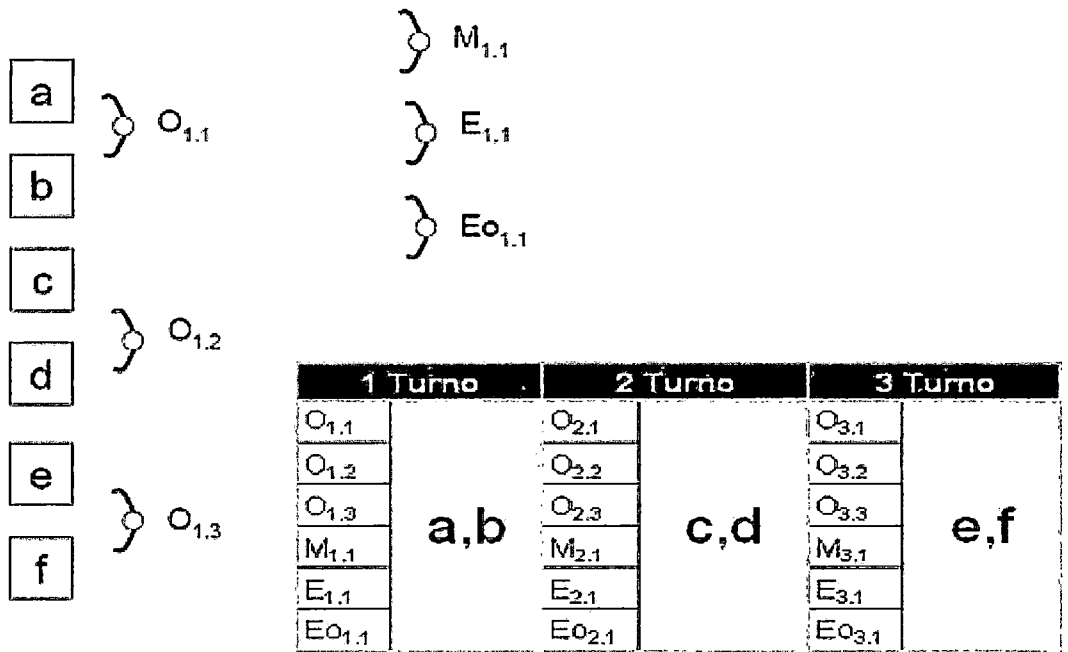 M1.1
a
O1.1
E1.1
b
Eo1.1
c
O1.2
d
e
O1.3
f
1 Turno 2 Turno 3 Turno
O1.1 O2.1 O3.1
O1.2 O2.2 O3.2
O1.3 O2.3 O3.3
a,b c,d e,f
M1.1 M2.1 M3.1
E1.1 E2.1 E3.1
Eo1.1 Eo2.1 Eo3.1